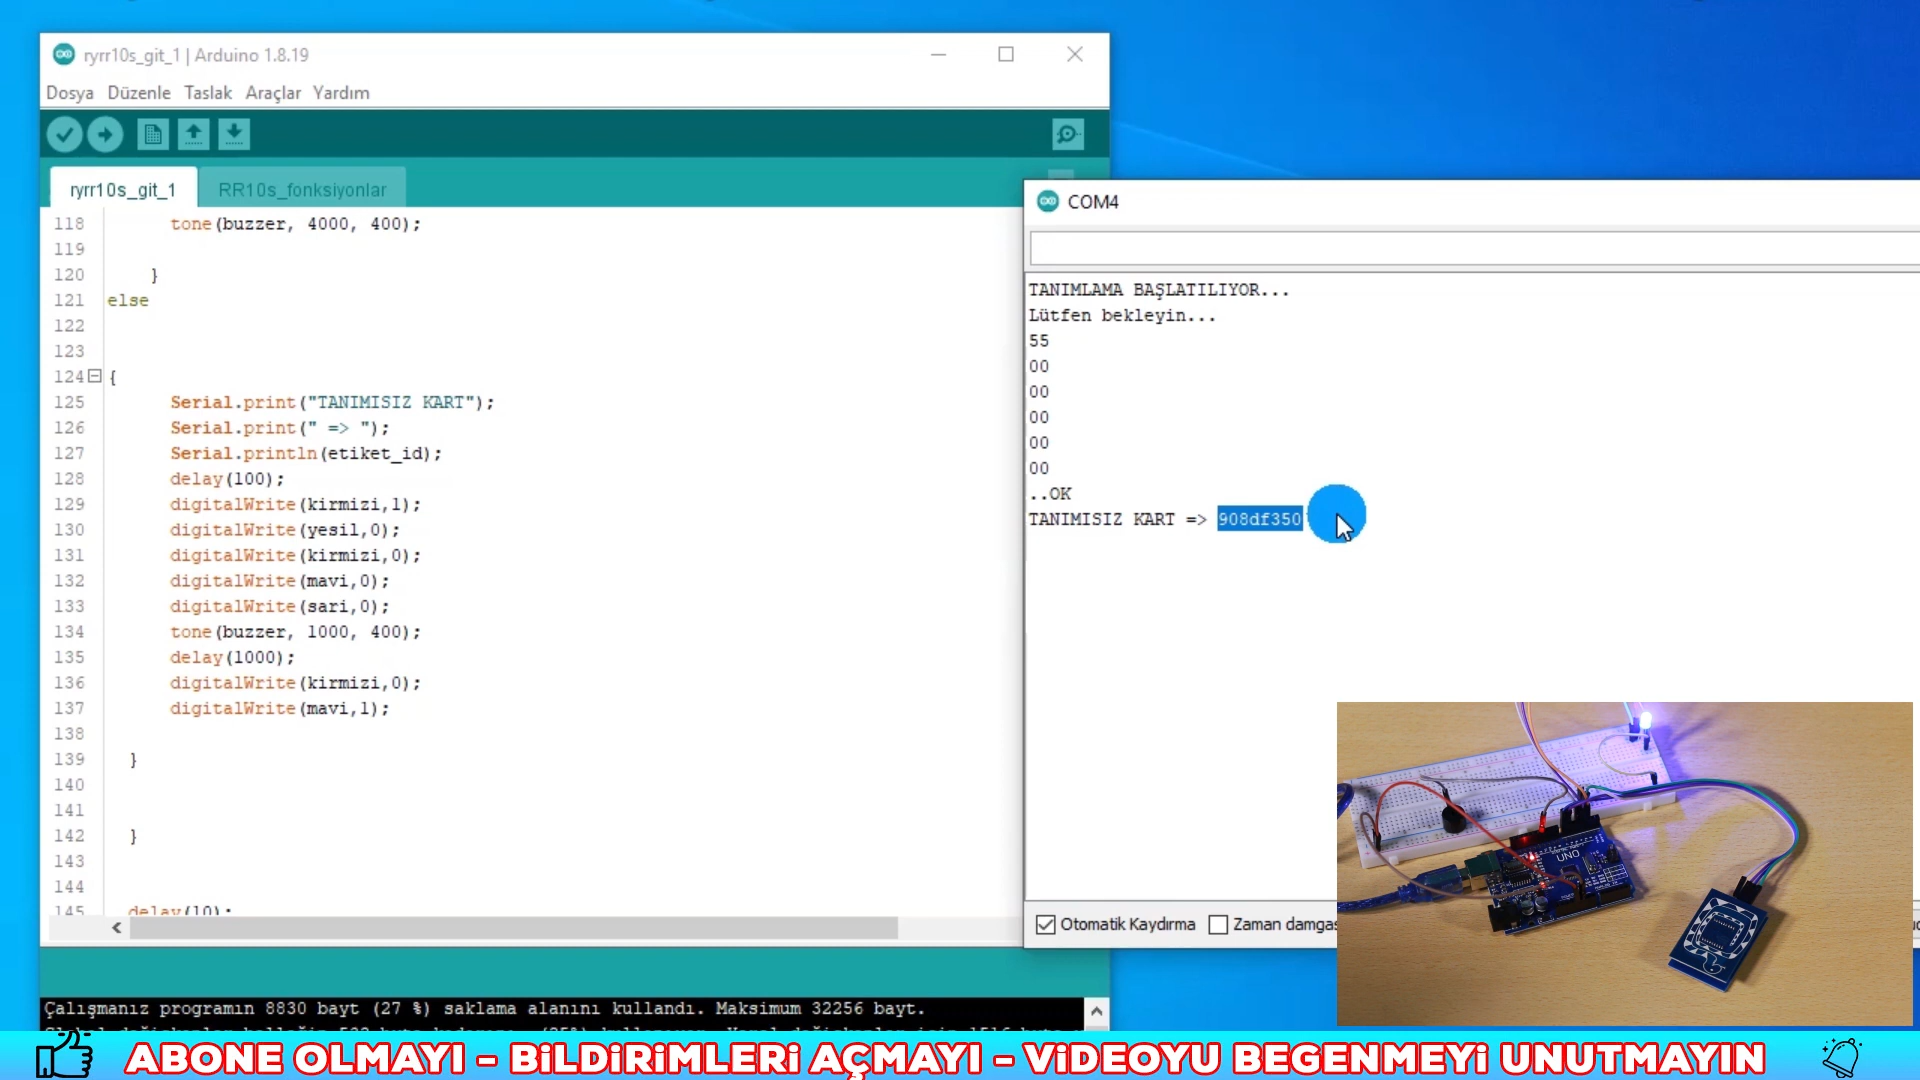 ryrr10s_git_1 | Arduino 1.8.19
Dosya Düzenle Taslak Araçlar Yardım
ryrr10s_git_1
RR10s_fonksiyonlar
118 tone(buzzer, 4000, 400);
119
120 }
121 else
122
123
124 {
125 Serial.print("TANIMISIZ KART");
126 Serial.print(" => ");
127 Serial.println(etiket_id);
128 delay(100);
129 digitalWrite(kirmizi,1);
130 digitalWrite(yesil,0);
131 digitalWrite(kirmizi,0);
132 digitalWrite(mavi,0);
133 digitalWrite(sari,0);
134 tone(buzzer, 1000, 400);
135 delay(1000);
136 digitalWrite(kirmizi,0);
137 digitalWrite(mavi,1);
138
139 }
140
141
142 }
143
144
145 delay(10);
Çalışmanız programın 8830 bayt (27 %) saklama alanını kullandı. Maksimum 32256 bayt.
COM4
TANIMLAMA BAŞLATILIYOR...
Lütfen bekleyin...
55
00
00
00
00
00
..OK
TANIMISIZ KART => 908df350
Otomatik Kaydırma
Zaman damgas
UNO
ABONE OLMAYI - BiLDiRiMLERi AÇMAYI - ViDEOYU BEGENMEYi UNUTMAYIN